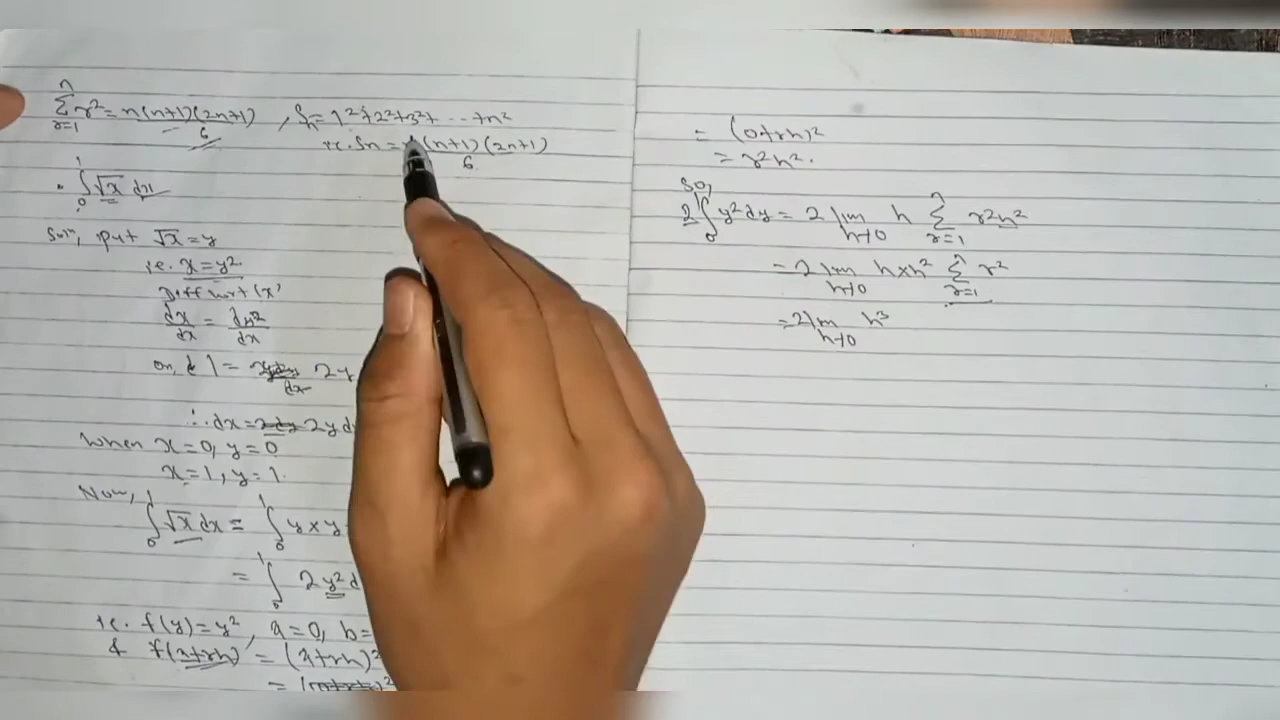 n
∑ r² = n(n+1)(2n+1) , Sn = 1²+2²+3²+ ... +n²
r=1 6
i.e. Sn = (n+1)(2n+1)
6
∫₀¹ √x dx
Soln, put √x = y
i.e. x = y²
Diff w.r.t 'x'
dx/dx = dy²/dx
or, 1 = 2y
∴ dx = 2y d
When x=0, y=0
x=1, y=1.
Now,
∫₀¹ √x dx = ∫₀¹ y × y
= ∫₀¹ 2y² d
i.e. f(y) = y², a=0, b=
& f(a+rh) = (a+rh)²
= (0+rh)²
= r²h².
So,
2∫₀¹ y² dy = 2 lim h→0 h ∑ r=1 n r²h²
= 2 lim h→0 h×h² ∑ r=1 n r²
= 2 lim h→0 h³